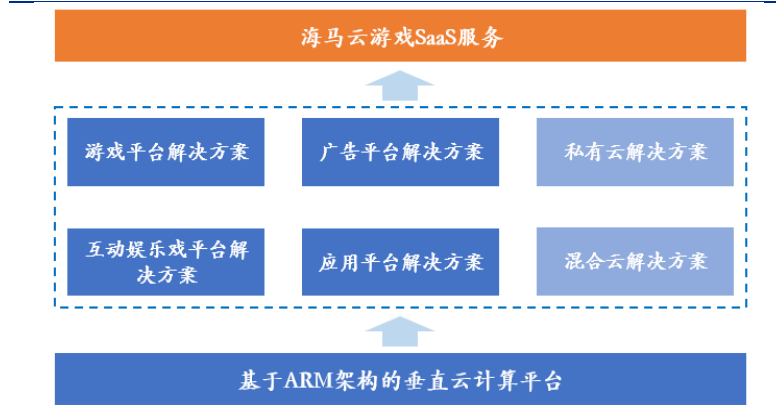 海马云游戏SaaS服务
游戏平台解决方案
广告平台解决方案
私有云解决方案
互动娱乐戏平台解
决方案
应用平台解决方案
混合云解决方案
基于ARM架构的垂直云计算平台